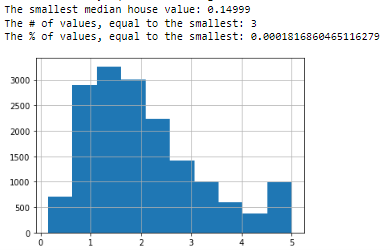 The smallest median house value: 0.14999
The # of values, equal to the smallest: 3
The % of values, equal to the smallest: 0.0001816860465116279
3000
2500
2000
1500
1000
500
0
0 1 2 3 4 5